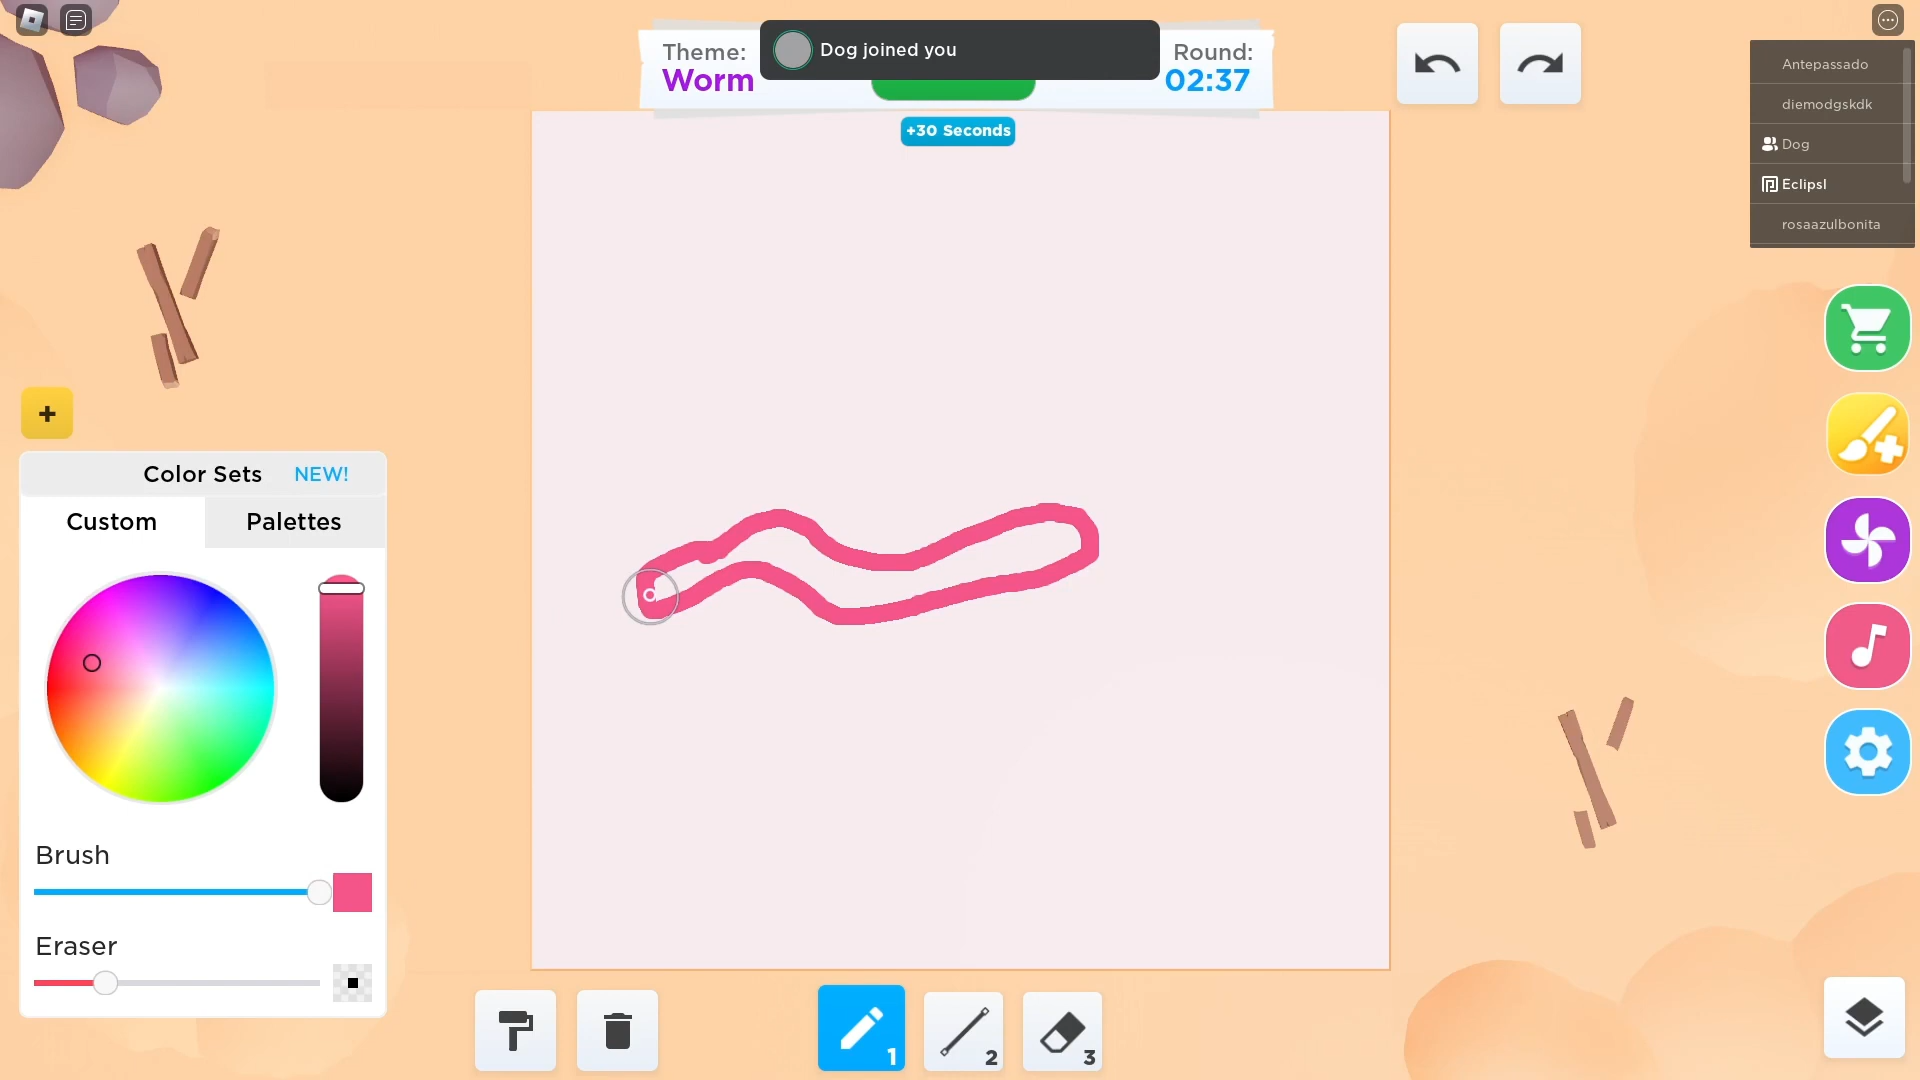 Theme:
Worm
Dog joined you
Round:
02:37
+30 Seconds
Antepassado
diemodgskdk
Dog
Eclipsl
rosaazulbonita
+
Color Sets NEW!
Custom
Palettes
Brush
Eraser
1
2
3